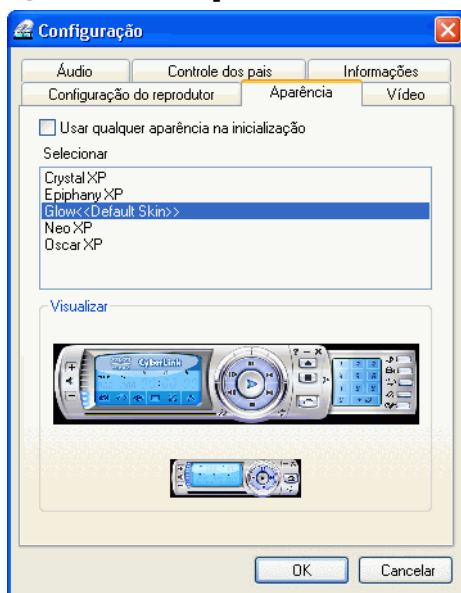 Configuração
Áudio
Controle dos pais
Informações
Configuração do reprodutor
Aparência
Vídeo
Usar qualquer aparência na inicialização
Selecionar
Crystal XP
Epiphany XP
Glow<<Default Skin>>
Neo XP
Oscar XP
Visualizar
CyberLink
OK
Cancelar